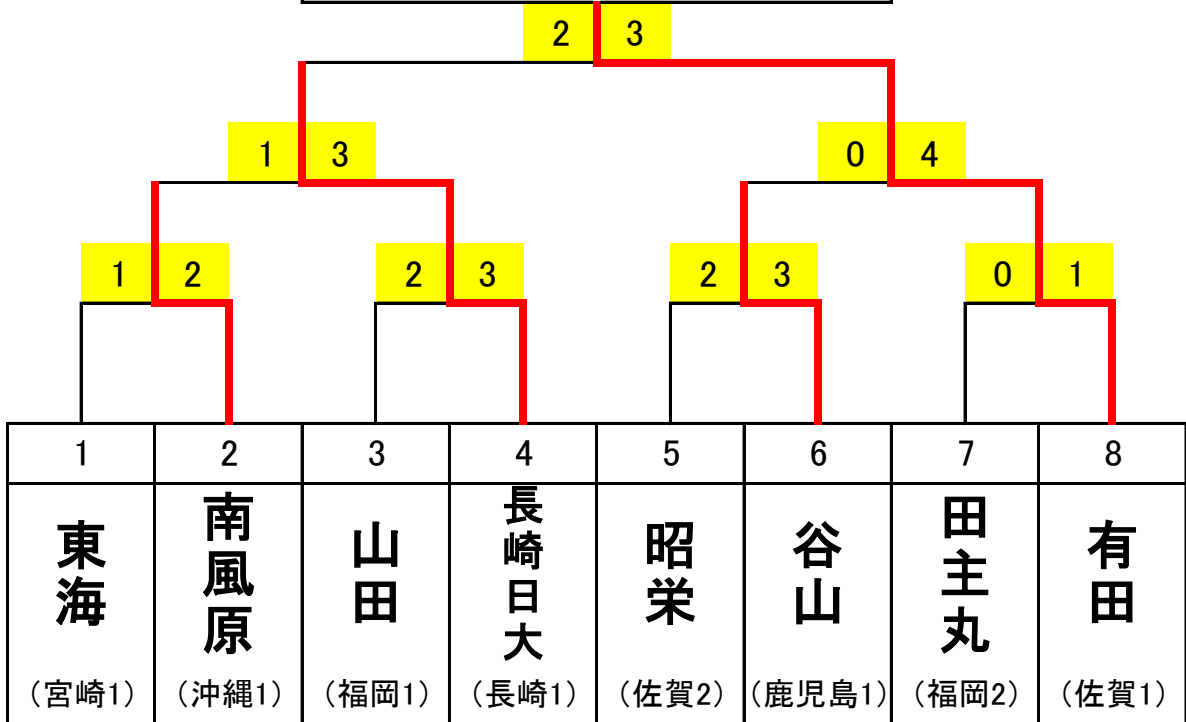 2 3
1 3 0 4
1 2 2 3 2 3 0 1
1 2 3 4 5 6 7 8
東海 南風原 山田 長崎日大 昭栄 谷山 田主丸 有田
(宮崎1) (沖縄1) (福岡1) (長崎1) (佐賀2) (鹿児島1) (福岡2) (佐賀1)